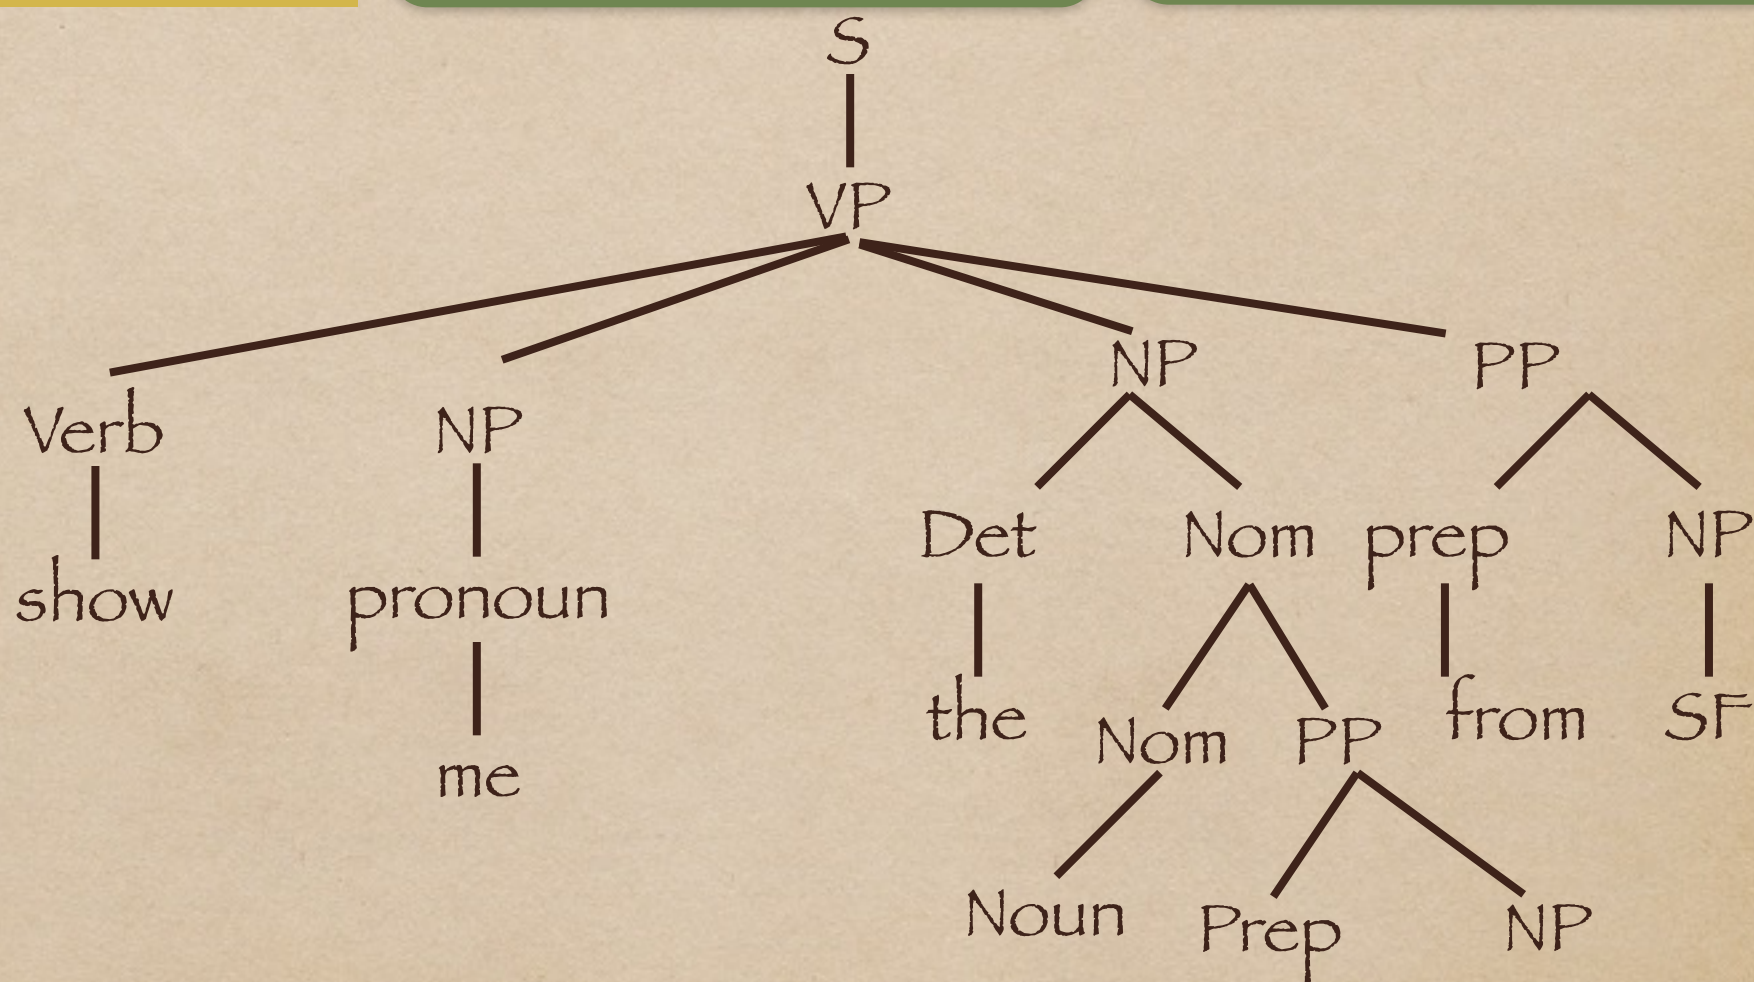 S
VP
NP PP
Verb NP
Det Nom prep NP
show pronoun
the Nom PP from SF
me
Noun Prep NP